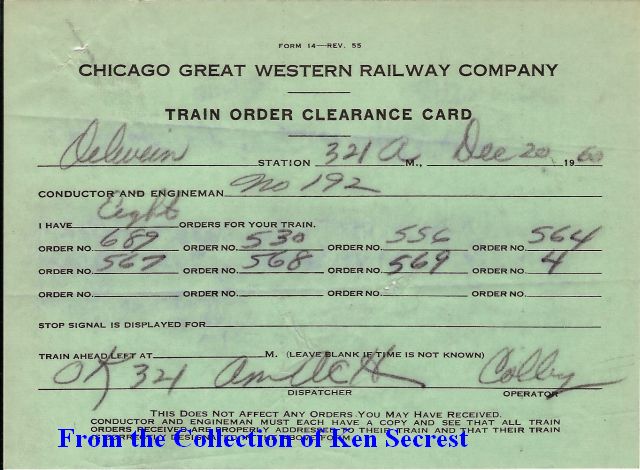 FORM 14—REV. 55
CHICAGO GREAT WESTERN RAILWAY COMPANY
TRAIN ORDER CLEARANCE CARD
Oelwein STATION 321 A M., Dec 20 1960
CONDUCTOR AND ENGINEMAN No 192
I HAVE Eight ORDERS FOR YOUR TRAIN.
ORDER NO. 689 ORDER NO. 530 ORDER NO. 556 ORDER NO. 564
ORDER NO. 567 ORDER NO. 568 ORDER NO. 569 ORDER NO. 4
ORDER NO. ORDER NO. ORDER NO. ORDER NO.
STOP SIGNAL IS DISPLAYED FOR
TRAIN AHEAD LEFT AT M. (LEAVE BLANK IF TIME IS NOT KNOWN)
OK 321 Am Colby
DISPATCHER OPERATOR
THIS DOES NOT AFFECT ANY ORDERS YOU MAY HAVE RECEIVED.
CONDUCTOR AND ENGINEMAN MUST EACH HAVE A COPY AND SEE THAT ALL TRAIN
ORDERS RECEIVED ARE PROPERLY ADDRESSED TO THEIR TRAIN AND THAT THEIR TRAIN
From the Collection of Ken Secrest